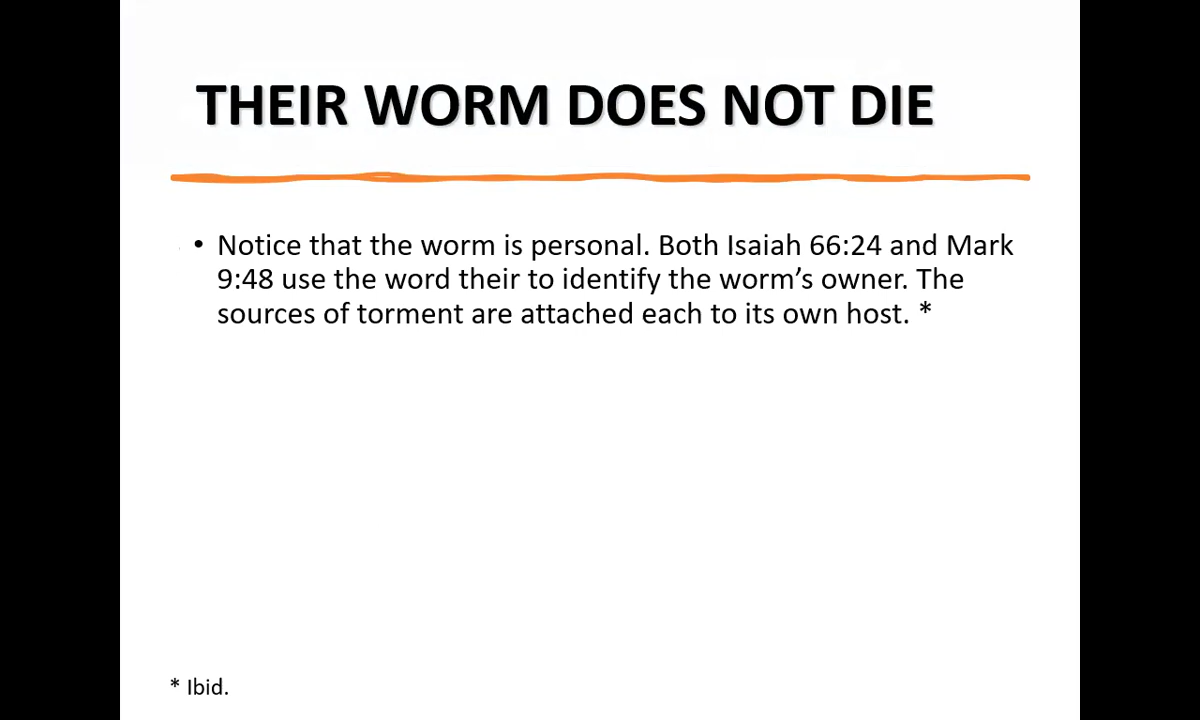 THEIR WORM DOES NOT DIE
• Notice that the worm is personal. Both Isaiah 66:24 and Mark
9:48 use the word their to identify the worm’s owner. The
sources of torment are attached each to its own host. *
* Ibid.